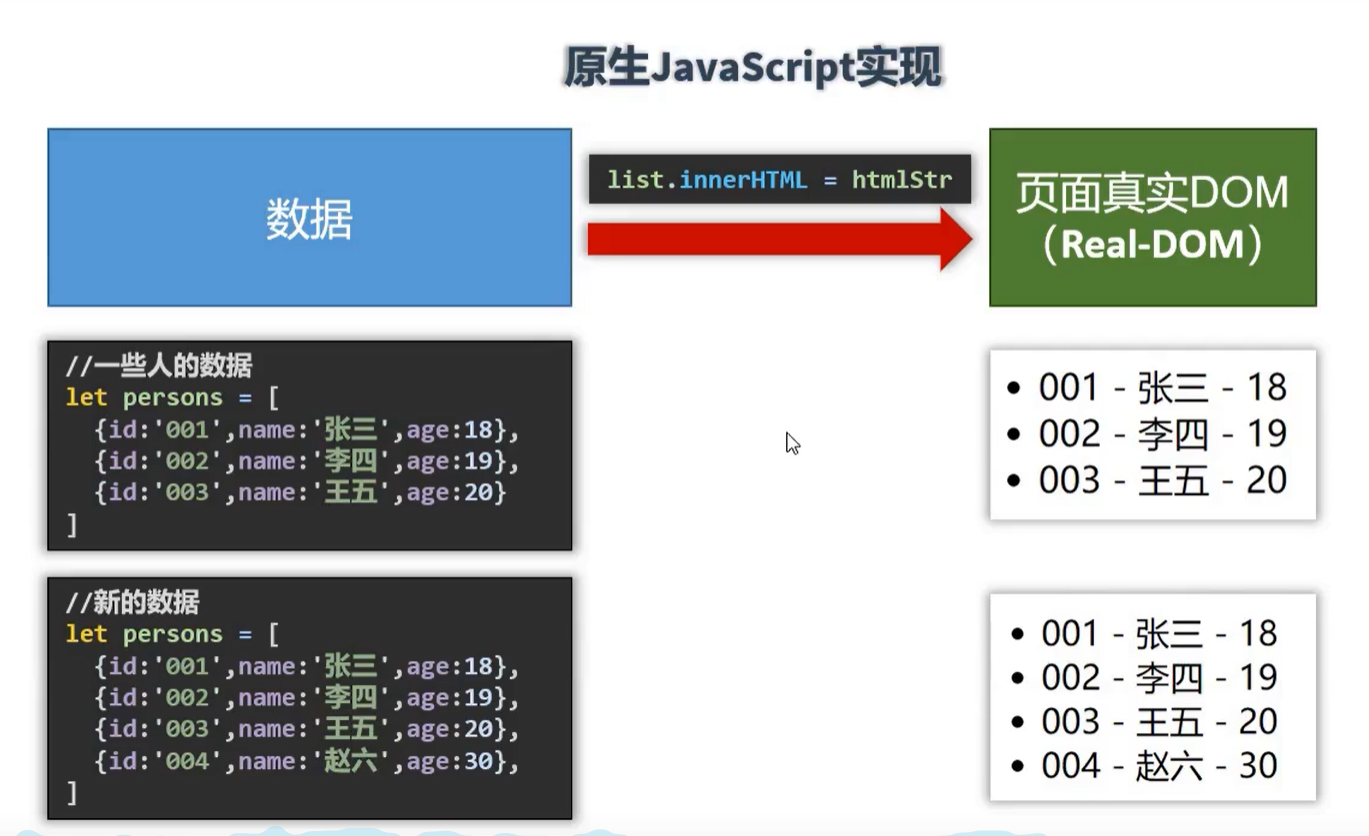 原生JavaScript实现
数据
list.innerHTML = htmlStr
页面真实DOM
（Real-DOM）
//一些人的数据
let persons = [
{id:'001',name:'张三',age:18},
{id:'002',name:'李四',age:19},
{id:'003',name:'王五',age:20}
]
• 001 - 张三 - 18
• 002 - 李四 - 19
• 003 - 王五 - 20
//新的数据
let persons = [
{id:'001',name:'张三',age:18},
{id:'002',name:'李四',age:19},
{id:'003',name:'王五',age:20},
{id:'004',name:'赵六',age:30},
]
• 001 - 张三 - 18
• 002 - 李四 - 19
• 003 - 王五 - 20
• 004 - 赵六 - 30